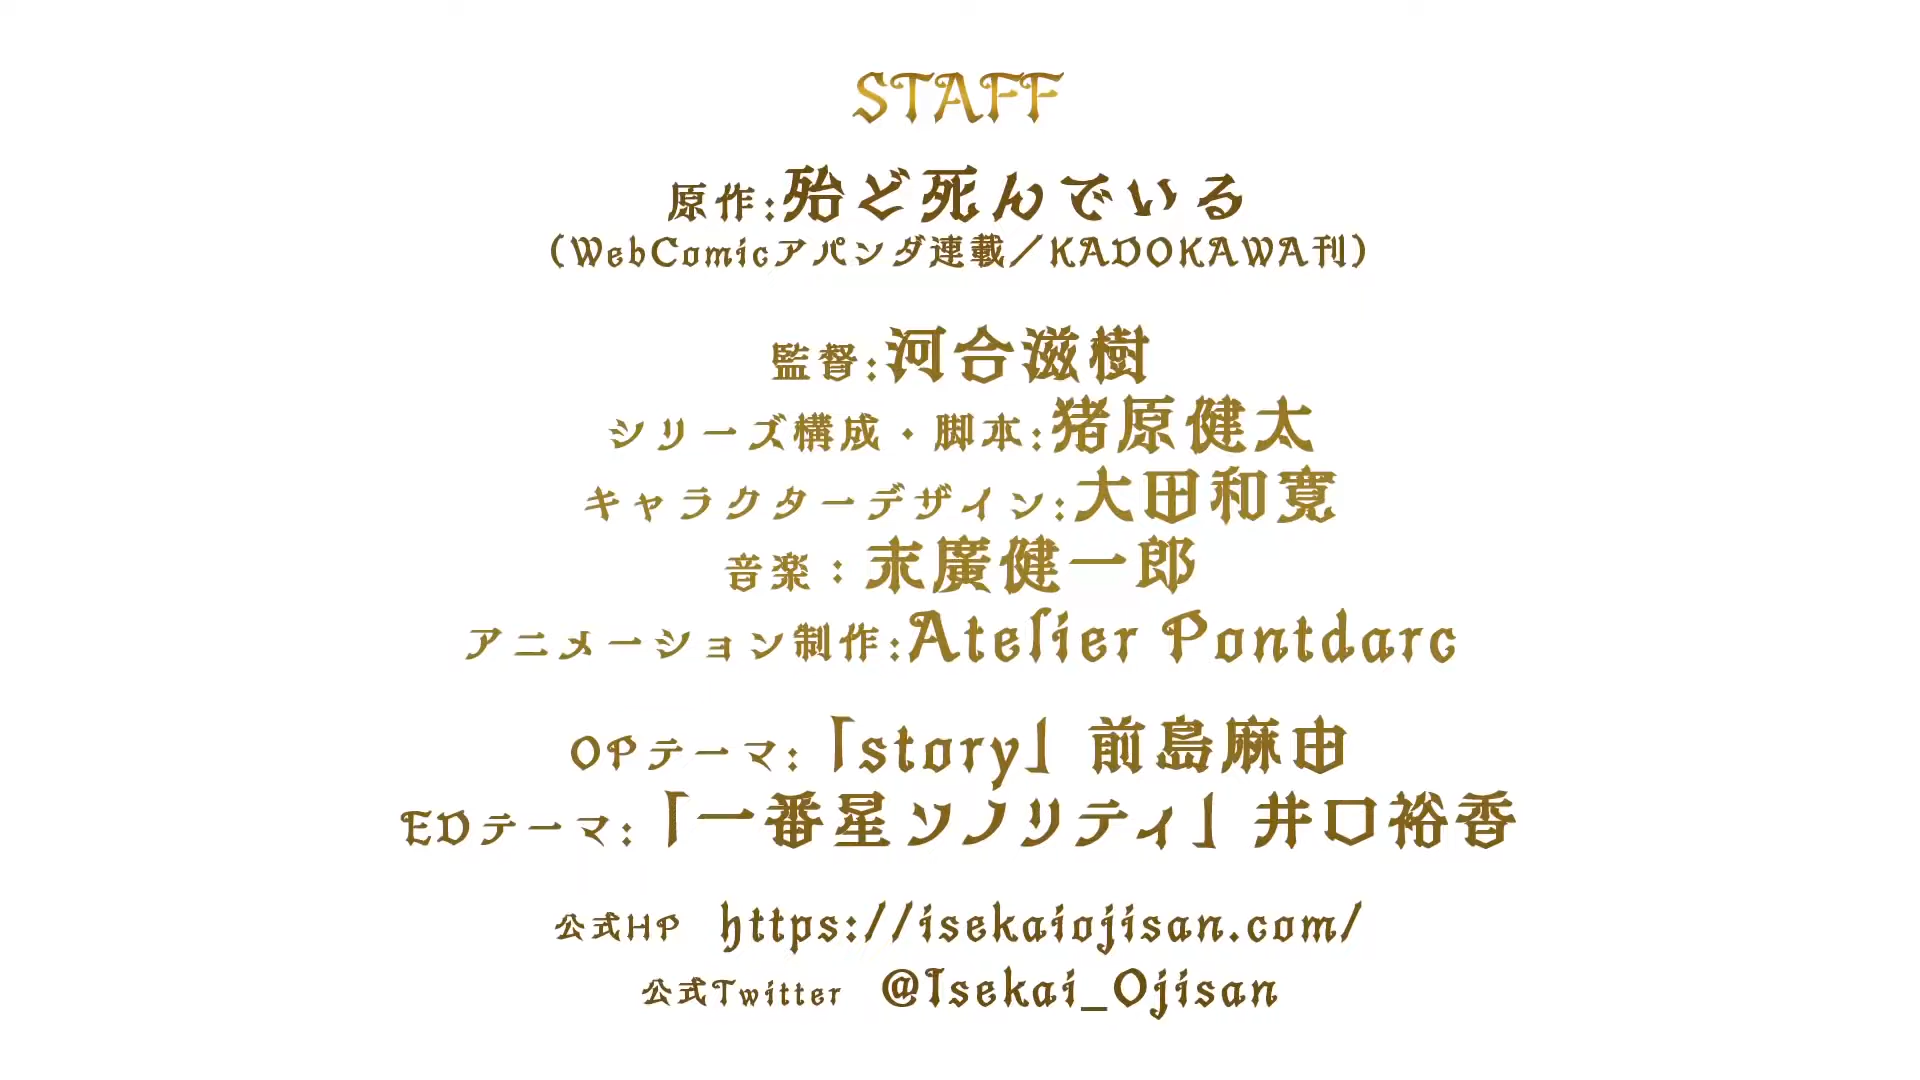 STAFF
原作:殆ど死んでいる
(WebComicアパンダ連載／KADOKAWA刊)
監督:河合滋樹
シリーズ構成・脚本:猪原健太
キャラクターデザイン:大田和寛
音楽:末廣健一郎
アニメーション制作:Atelier Pontdarc
OPテーマ:「story」前島麻由
EDテーマ:「一番星ソノリティ」井口裕香
公式HP https://isekaiojisan.com/
公式Twitter @Isekai_Ojisan